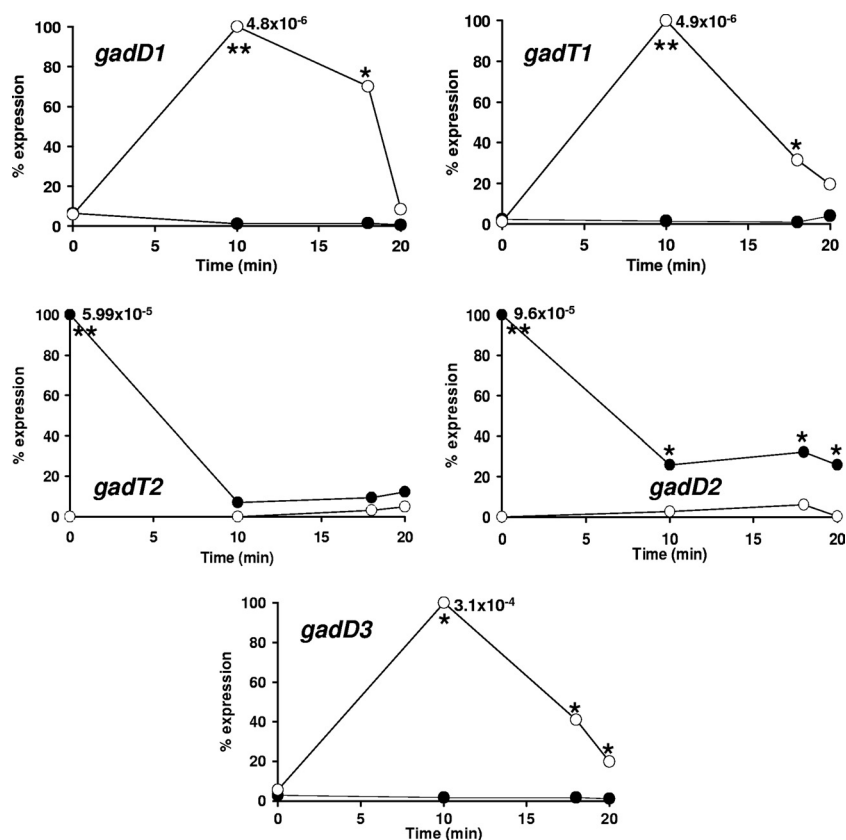 gadD1
4.8x10⁻⁶
**
*
% expression
100
80
60
40
20
0
0 5 10 15 20
Time (min)
gadT1
4.9x10⁻⁶
**
*
% expression
100
80
60
40
20
0
0 5 10 15 20
Time (min)
gadT2
5.99x10⁻⁵
**
% expression
100
80
60
40
20
0
0 5 10 15 20
Time (min)
gadD2
9.6x10⁻⁵
**
* * *
% expression
100
80
60
40
20
0
0 5 10 15 20
Time (min)
gadD3
3.1x10⁻⁴
*
*
*
% expression
100
80
60
40
20
0
0 5 10 15 20
Time (min)